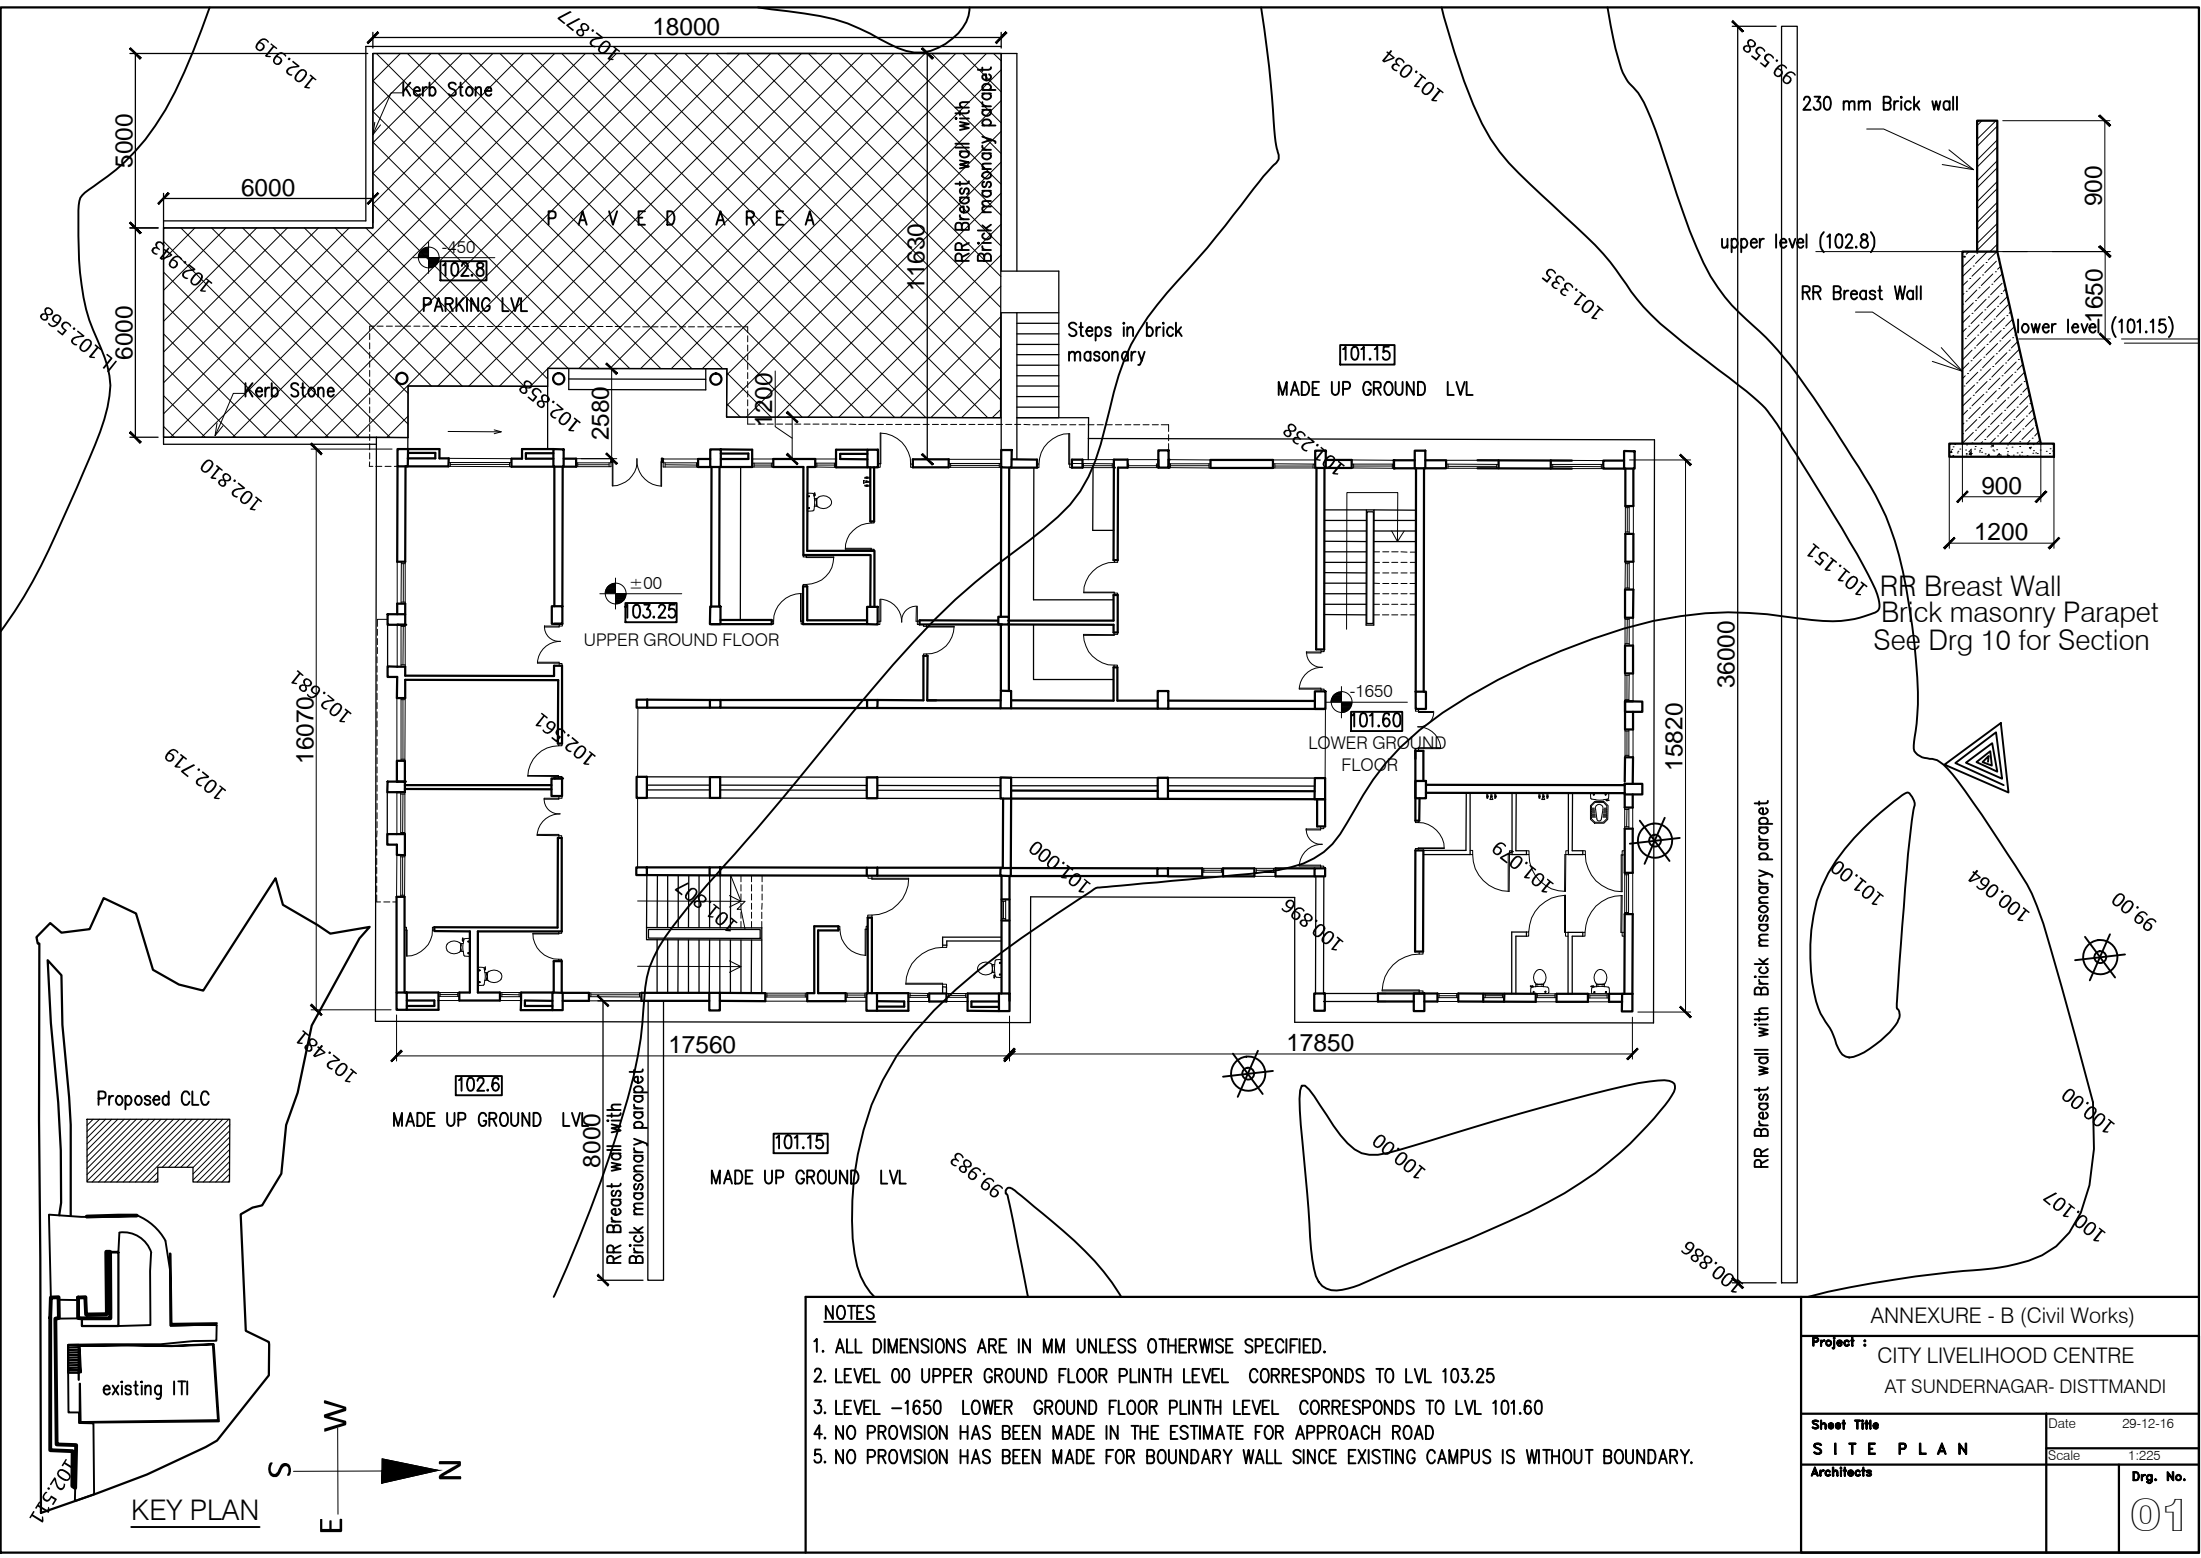 18000
102.919
102.877
Kerb Stone
5000
6000
RR Breast wall with
Brick masonary parapet
P A V E D A R E A
11630
102.943
-450
102.8
PARKING LVL
102.568
6000
Kerb Stone
102.858
2580
1200
Steps in brick
masonary
101.034
101.335
101.15
MADE UP GROUND LVL
101.238
99.558
230 mm Brick wall
900
upper level (102.8)
1650
RR Breast Wall
lower level (101.15)
900
1200
101.151
RR Breast Wall
Brick masonry Parapet
See Drg 10 for Section
102.810
±00
103.25
UPPER GROUND FLOOR
36000
16070
102.681
102.561
102.719
-1650
101.60
LOWER GROUND
FLOOR
15820
RR Breast wall with Brick masonary parapet
101.000
101.079
101.807
100.896
101.00
100.064
99.00
102.481
17560
17850
102.6
MADE UP GROUND LVL
8000
RR Breast wall with
Brick masonary parapet
101.15
MADE UP GROUND LVL
99.983
100.00
100.00
100.107
100.886
Proposed CLC
existing ITI
102.511
KEY PLAN
W
S
N
E
NOTES
1. ALL DIMENSIONS ARE IN MM UNLESS OTHERWISE SPECIFIED.
2. LEVEL 00 UPPER GROUND FLOOR PLINTH LEVEL CORRESPONDS TO LVL 103.25
3. LEVEL -1650 LOWER GROUND FLOOR PLINTH LEVEL CORRESPONDS TO LVL 101.60
4. NO PROVISION HAS BEEN MADE IN THE ESTIMATE FOR APPROACH ROAD
5. NO PROVISION HAS BEEN MADE FOR BOUNDARY WALL SINCE EXISTING CAMPUS IS WITHOUT BOUNDARY.
ANNEXURE - B (Civil Works)
Project :
CITY LIVELIHOOD CENTRE
AT SUNDERNAGAR- DISTTMANDI
Sheet Title
SITE PLAN
Date 29-12-16
Scale 1:225
Architects
Drg. No.
01